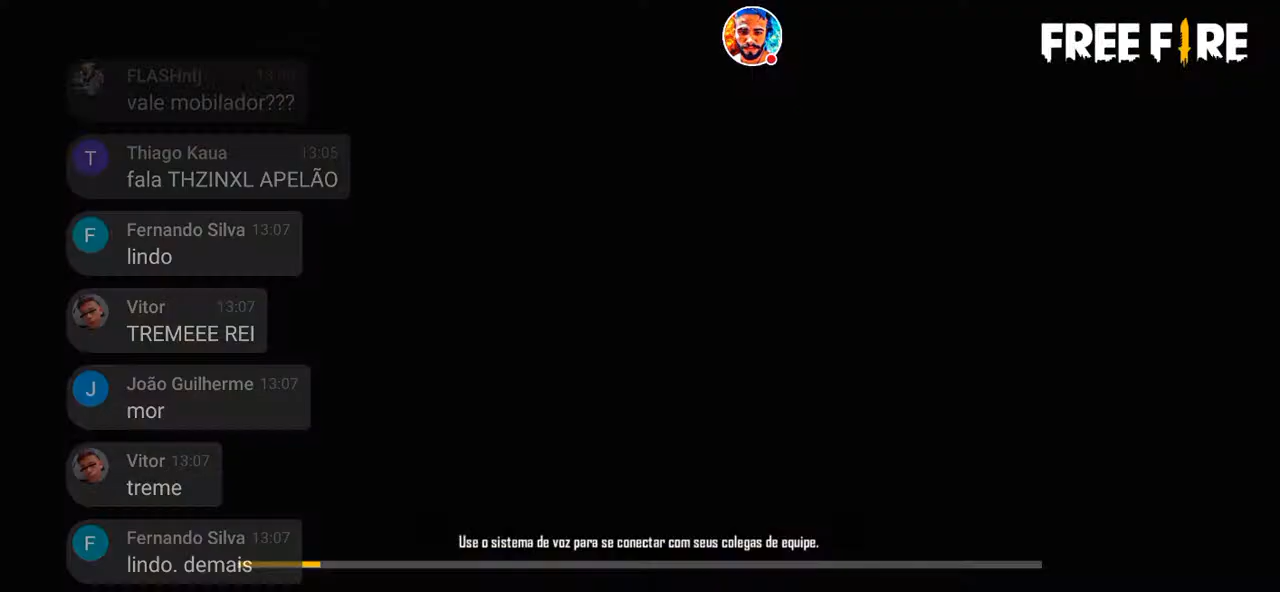 FREE FIRE
FLASHntj 13:03
vale mobilador???
T
Thiago Kaua 13:05
fala THZINXL APELÃO
F
Fernando Silva 13:07
lindo
Vitor 13:07
TREMEEE REI
J
João Guilherme 13:07
mor
Vitor 13:07
treme
F
Fernando Silva 13:07
lindo. demais
Use o sistema de voz para se conectar com seus colegas de equipe.